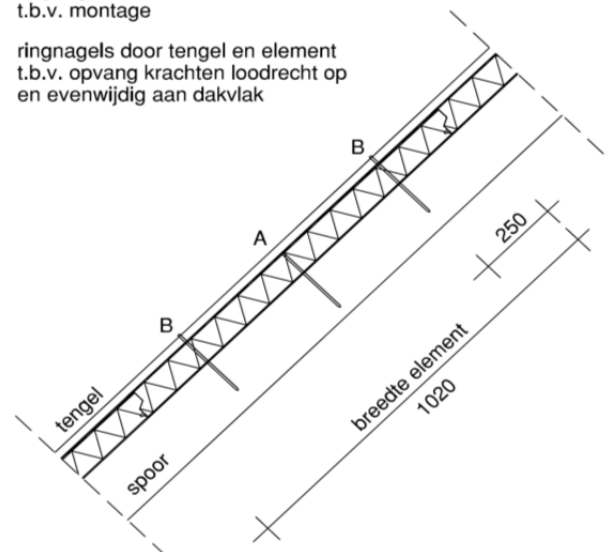 t.b.v. montage
ringnagels door tengel en element
t.b.v. opvang krachten loodrecht op
en evenwijdig aan dakvlak
B
A
B
250
tengel
breedte element
1020
spoor